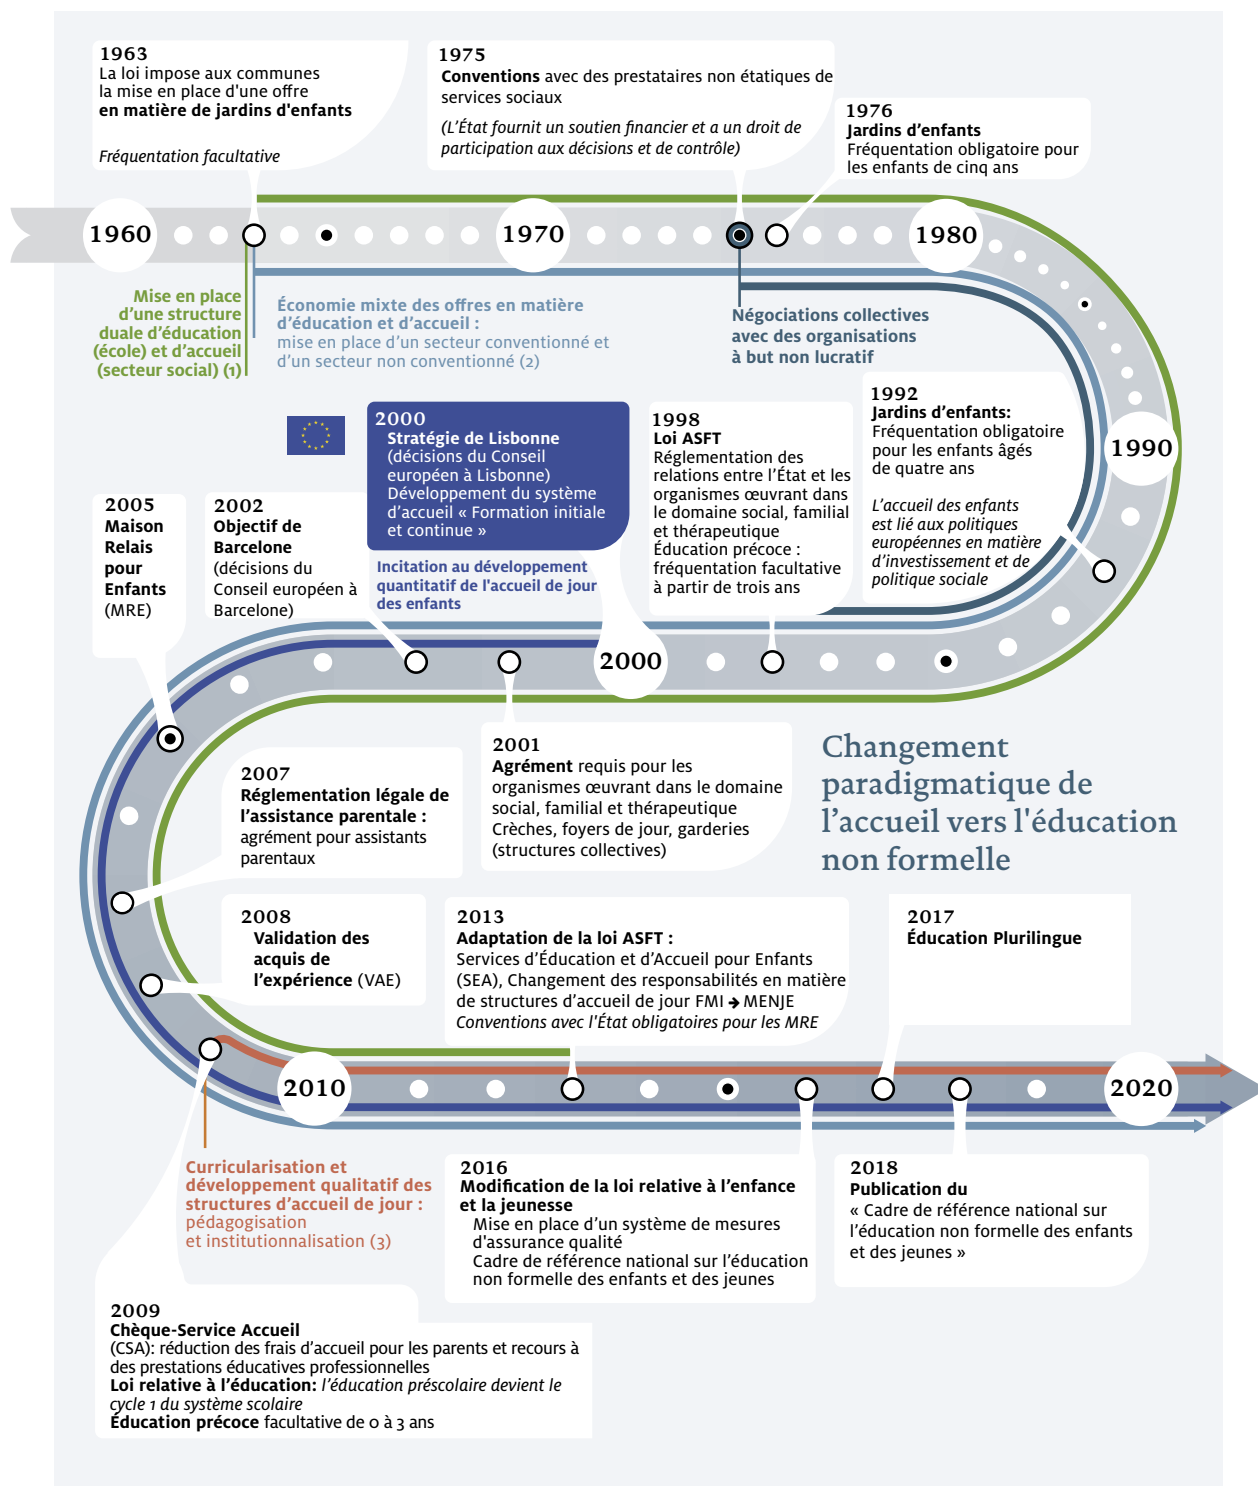 1963
La loi impose aux communes
la mise en place d'une offre
en matière de jardins d'enfants
Fréquentation facultative
1975
Conventions avec des prestataires non étatiques de
services sociaux
(L'État fournit un soutien financier et a un droit de
participation aux décisions et de contrôle)
1976
Jardins d'enfants
Fréquentation obligatoire pour
les enfants de cinq ans
1960
1970
1980
Mise en place
d'une structure
duale d'éducation
(école) et d'accueil
(secteur social) (1)
Économie mixte des offres en matière
d'éducation et d'accueil :
mise en place d'un secteur conventionné et
d'un secteur non conventionné (2)
Négociations collectives
avec des organisations
à but non lucratif
1992
Jardins d'enfants:
Fréquentation obligatoire
pour les enfants âgés
de quatre ans
L'accueil des enfants
est lié aux politiques
européennes en matière
d'investissement et de
politique sociale
1990
1998
Loi ASFT
Réglementation des
relations entre l'État et les
organismes œuvrant dans
le domaine social, familial
et thérapeutique
Éducation précoce :
fréquentation facultative
à partir de trois ans
2000
Stratégie de Lisbonne
(décisions du Conseil
européen à Lisbonne)
Développement du système
d'accueil « Formation initiale
et continue »
Incitation au développement
quantitatif de l'accueil de jour
des enfants
2002
Objectif de
Barcelone
(décisions du
Conseil européen à
Barcelone)
2005
Maison
Relais
pour
Enfants
(MRE)
2000
2001
Agrément requis pour les
organismes œuvrant dans le domaine
social, familial et thérapeutique
Crèches, foyers de jour, garderies
(structures collectives)
Changement
paradigmatique de
l'accueil vers l'éducation
non formelle
2007
Réglementation légale de
l'assistance parentale :
agrément pour assistants
parentaux
2008
Validation des
acquis de
l'expérience (VAE)
2013
Adaptation de la loi ASFT :
Services d'Éducation et d'Accueil pour Enfants
(SEA), Changement des responsabilités en matière
de structures d'accueil de jour FMI → MENJE
Conventions avec l'État obligatoires pour les MRE
2017
Éducation Plurilingue
2010
2020
Curricularisation et
développement qualitatif des
structures d'accueil de jour :
pédagogisation
et institutionnalisation (3)
2016
Modification de la loi relative à l'enfance
et la jeunesse
Mise en place d'un système de mesures
d'assurance qualité
Cadre de référence national sur l'éducation
non formelle des enfants et des jeunes
2018
Publication du
« Cadre de référence national sur
l'éducation non formelle des enfants
et des jeunes »
2009
Chèque-Service Accueil
(CSA): réduction des frais d'accueil pour les parents et recours à
des prestations éducatives professionnelles
Loi relative à l'éducation: l'éducation préscolaire devient le
cycle 1 du système scolaire
Éducation précoce facultative de 0 à 3 ans